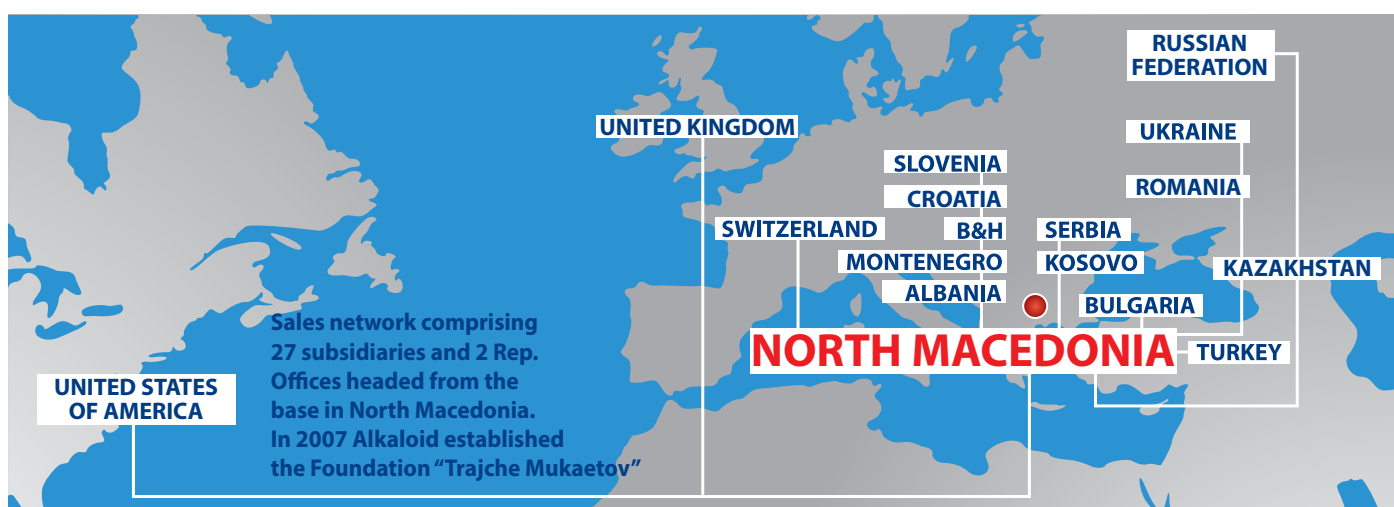 RUSSIAN
FEDERATION
UNITED KINGDOM
UKRAINE
SLOVENIA
ROMANIA
CROATIA
SWITZERLAND
B&H
SERBIA
MONTENEGRO
KOSOVO
KAZAKHSTAN
ALBANIA
BULGARIA
NORTH MACEDONIA
TURKEY
Sales network comprising
27 subsidiaries and 2 Rep.
Offices headed from the
base in North Macedonia.
In 2007 Alkaloid established
the Foundation “Trajche Mukaetov”
UNITED STATES
OF AMERICA